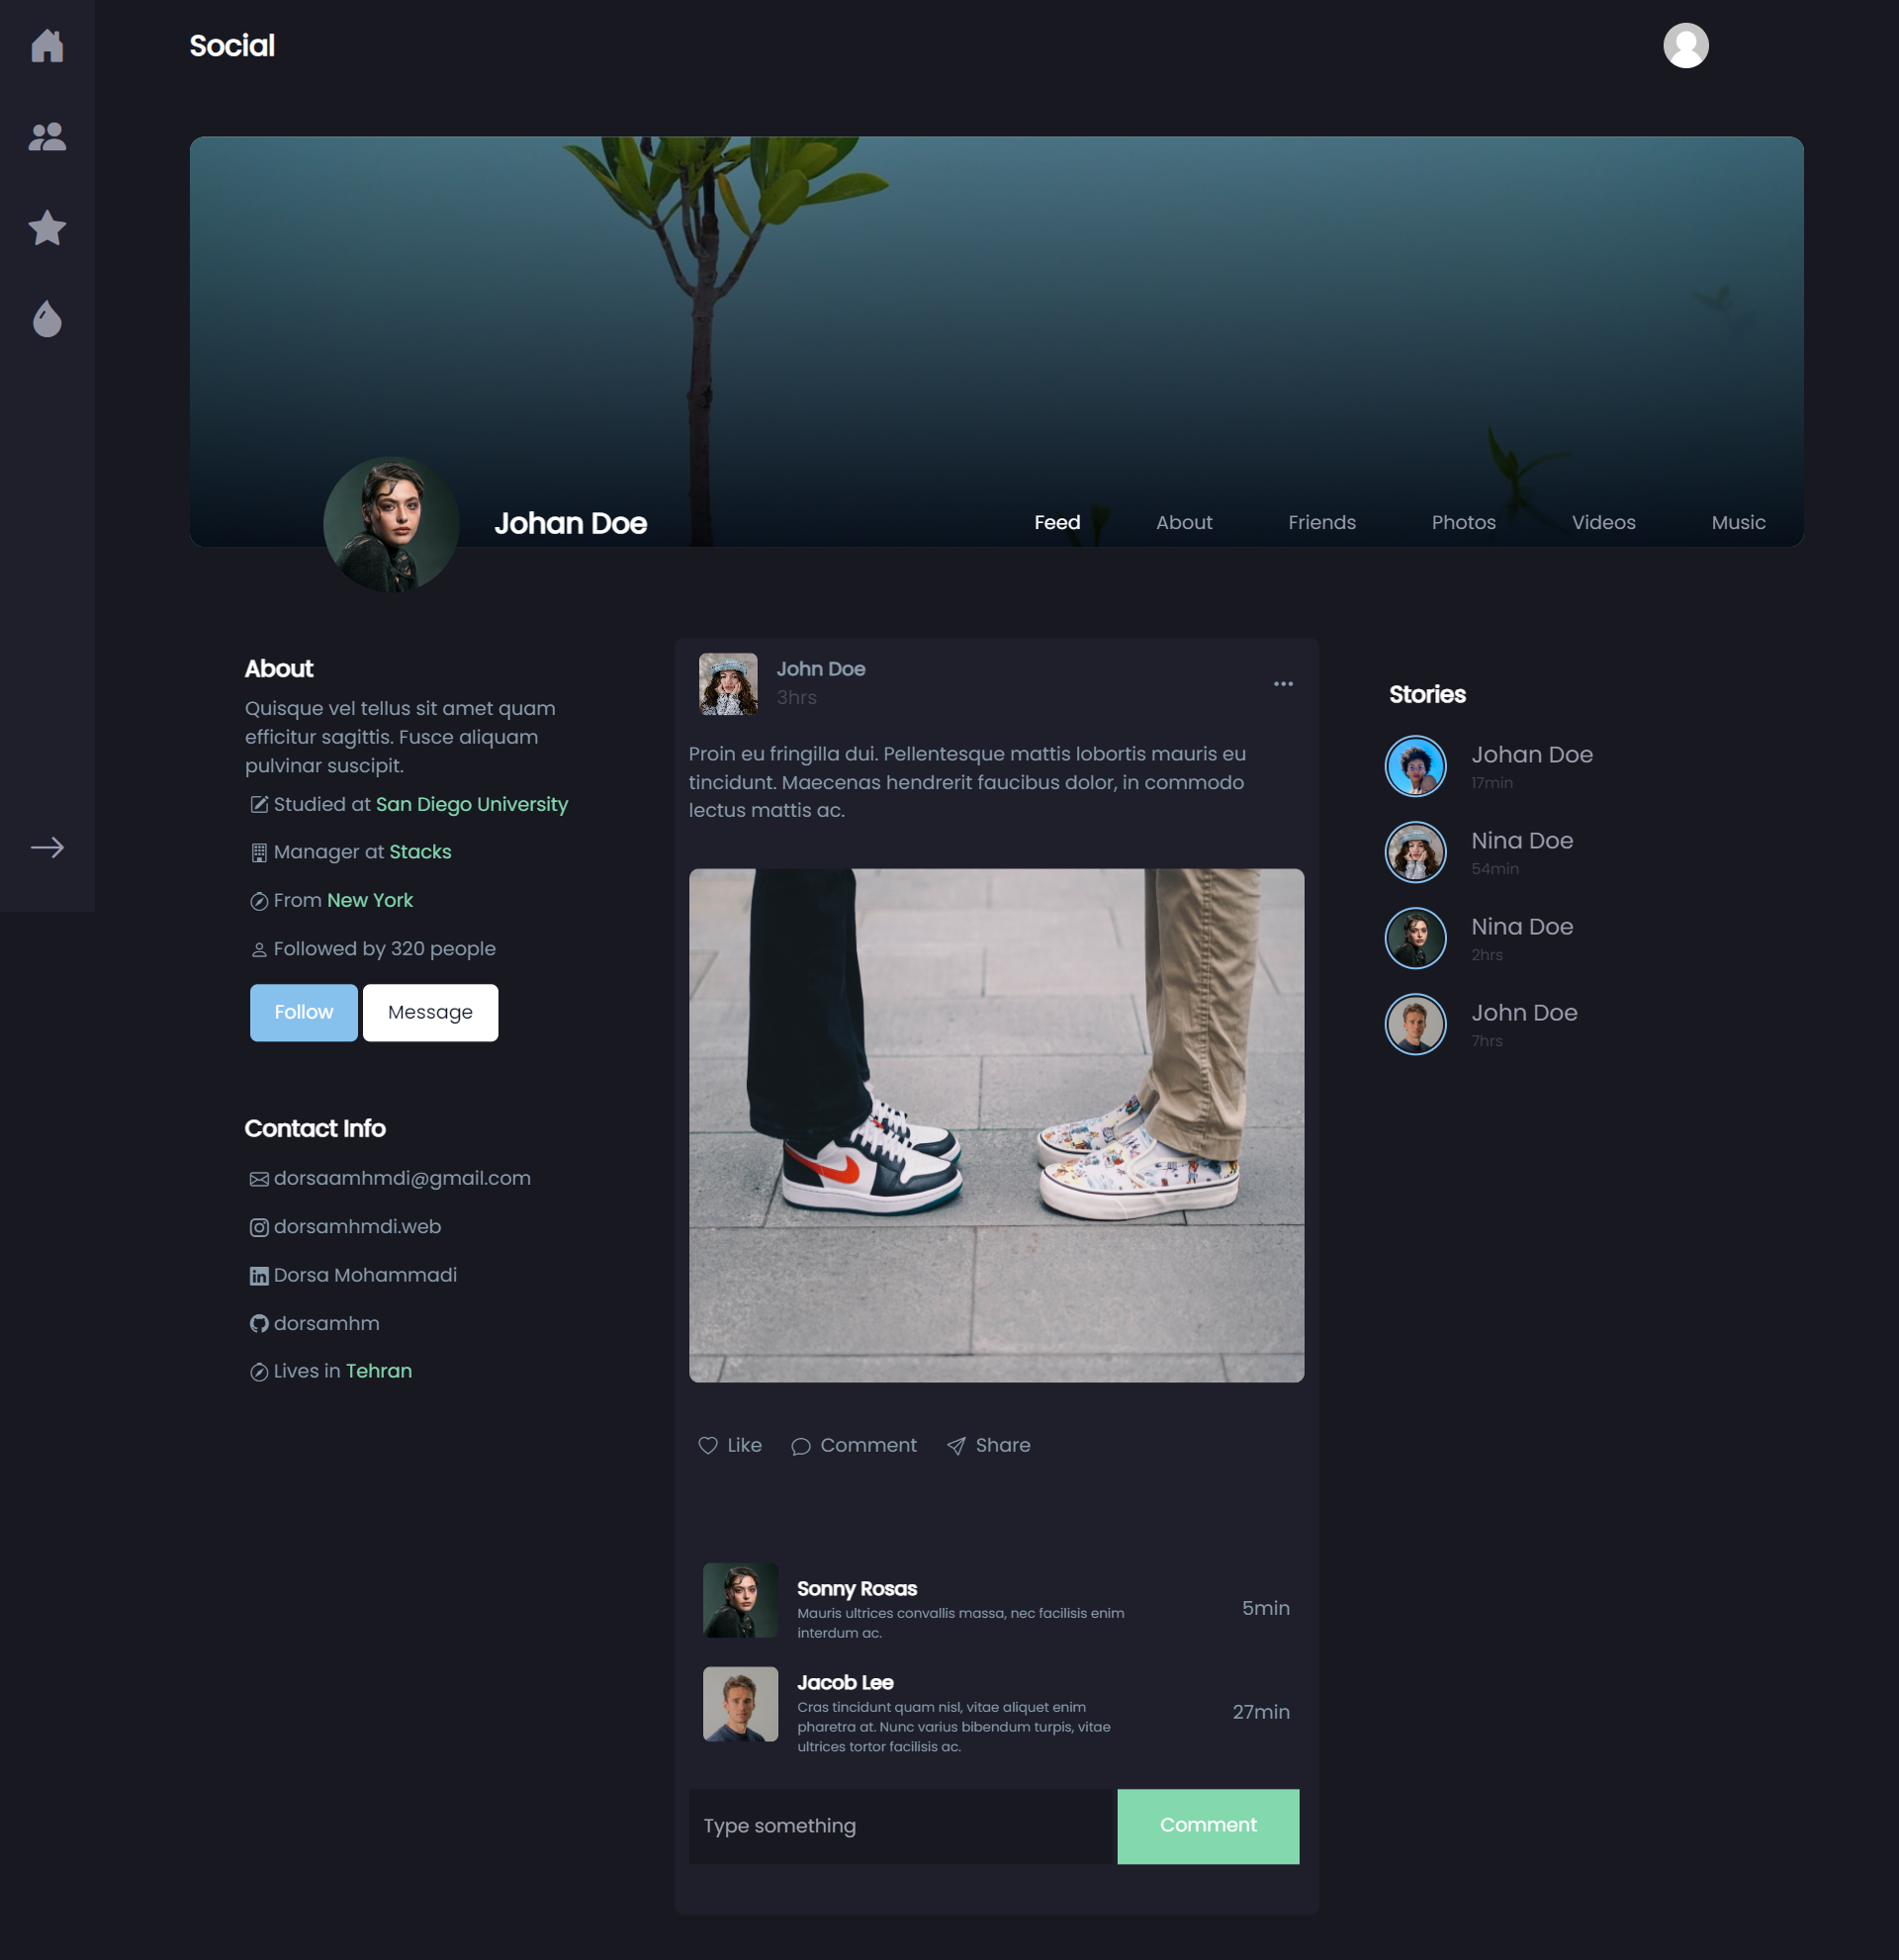 Social
Johan Doe
Feed
About
Friends
Photos
Videos
Music
About
Quisque vel tellus sit amet quam
efficitur sagittis. Fusce aliquam
pulvinar suscipit.
Studied at San Diego University
Manager at Stacks
From New York
Followed by 320 people
Follow
Message
Contact Info
dorsaamhmdi@gmail.com
dorsamhmdi.web
Dorsa Mohammadi
dorsamhm
Lives in Tehran
John Doe
3hrs
Proin eu fringilla dui. Pellentesque mattis lobortis mauris eu
tincidunt. Maecenas hendrerit faucibus dolor, in commodo
lectus mattis ac.
Like
Comment
Share
Sonny Rosas
Mauris ultrices convallis massa, nec facilisis enim
interdum ac.
5min
Jacob Lee
Cras tincidunt quam nisl, vitae aliquet enim
pharetra at. Nunc varius bibendum turpis, vitae
ultrices tortor facilisis ac.
27min
Type something
Comment
Stories
Johan Doe
17min
Nina Doe
54min
Nina Doe
2hrs
John Doe
7hrs